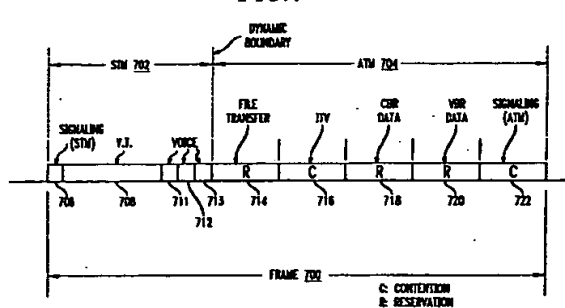 DYNAMIC
BOUNDARY
STM 702
ATM 704
SIGNALING
(STM)
V.T.
VOICE
FILE
TRANSFER
ITV
CBR
DATA
VBR
DATA
SIGNALING
(ATM)
R
C
R
R
C
706
708
711
712
713
714
716
718
720
722
FRAME 700
C: CONTENTION
R: RESERVATION